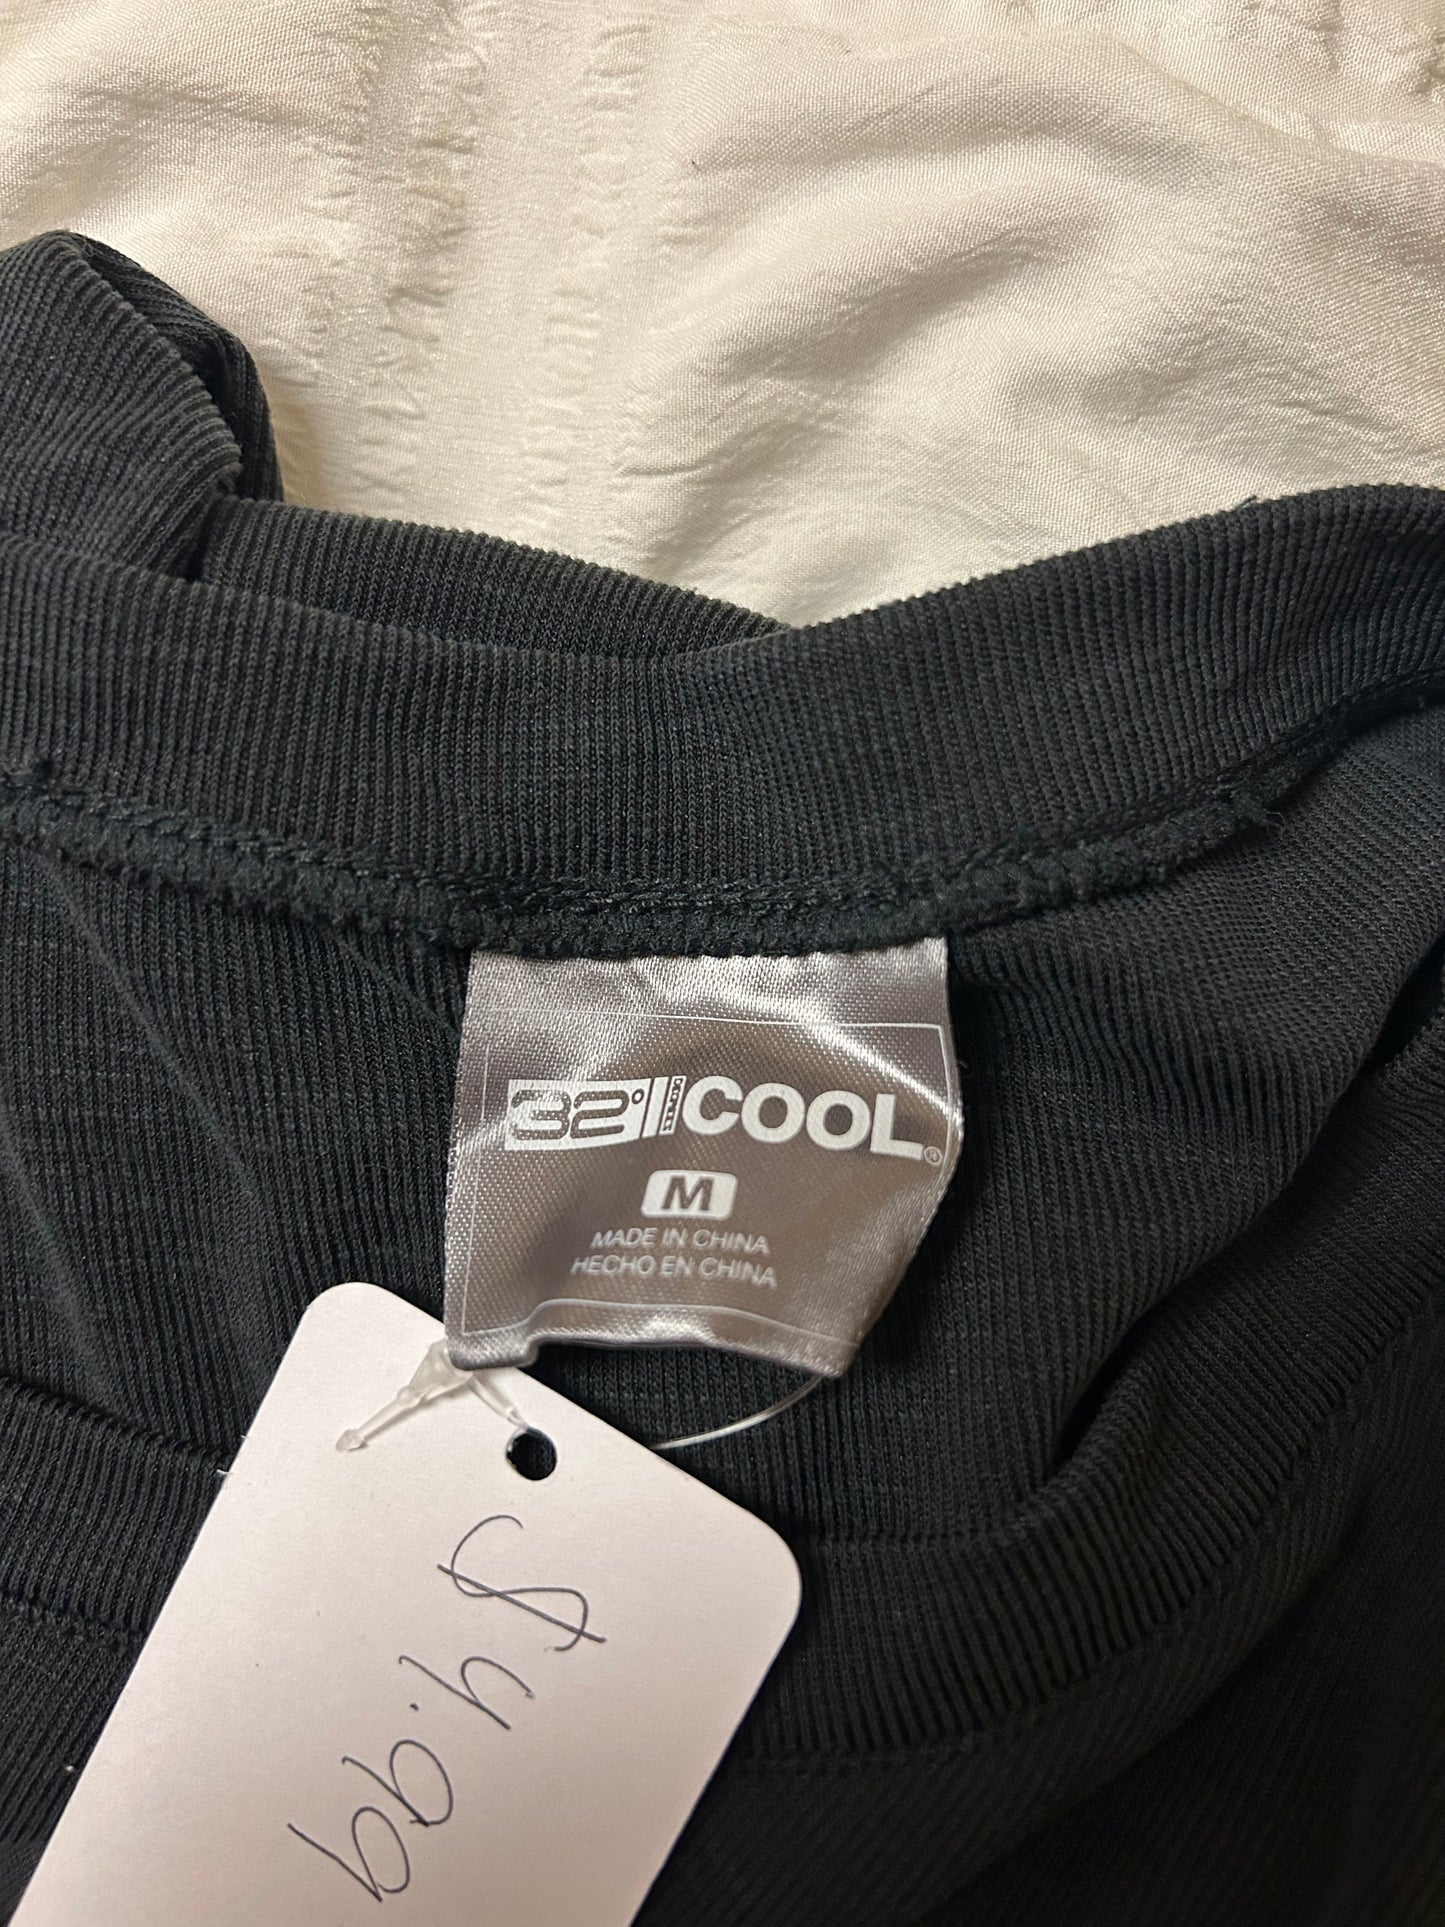 32° COOL®
M
MADE IN CHINA
HECHO EN CHINA
$4.99